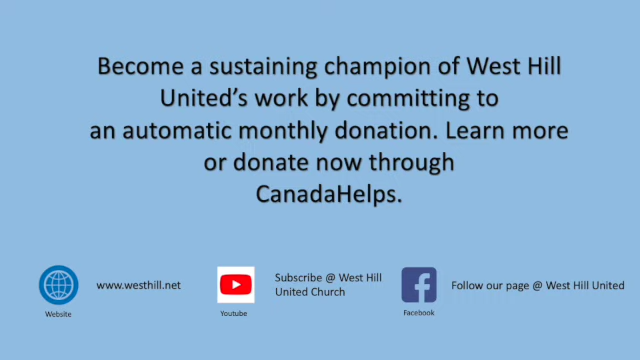 Become a sustaining champion of West Hill
United’s work by committing to
an automatic monthly donation. Learn more
or donate now through
CanadaHelps.
www.westhill.net
Website
Subscribe @ West Hill
United Church
Youtube
Follow our page @ West Hill United
Facebook